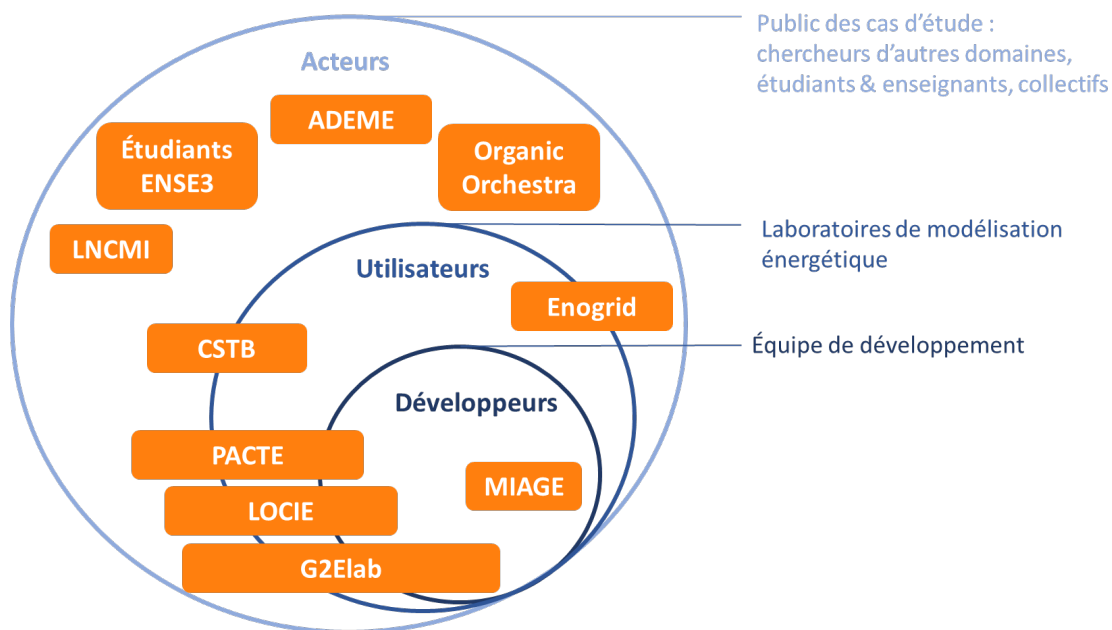 Public des cas d’étude :
chercheurs d’autres domaines,
étudiants & enseignants, collectifs
Acteurs
ADEME
Étudiants
ENSE3
Organic
Orchestra
LNCMI
Laboratoires de modélisation
énergétique
Utilisateurs
Enogrid
CSTB
Équipe de développement
Développeurs
PACTE
MIAGE
LOCIE
G2Elab